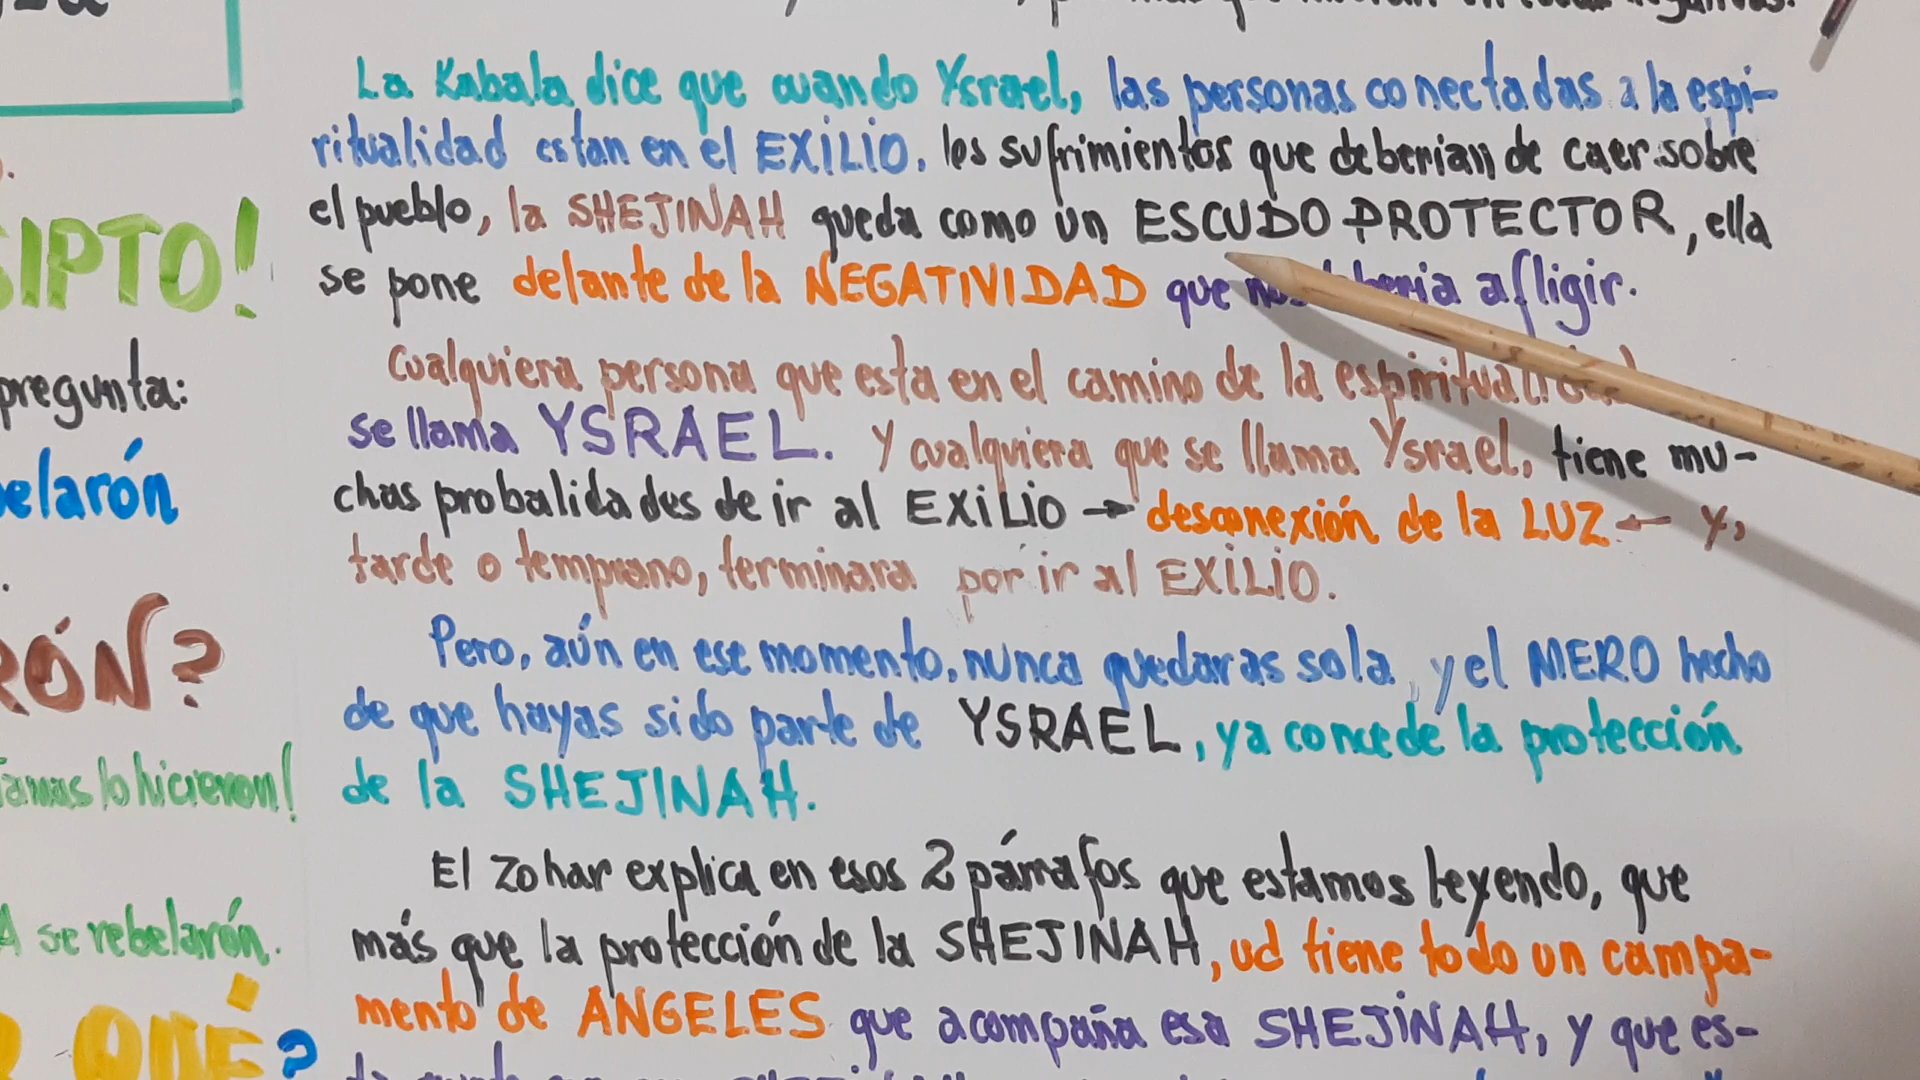 La Kabala dice que cuando Ysrael, las personas conectadas a la espi-
ritualidad estan en el EXiLiO, los sufrimientos que deberian de caer sobre
el pueblo, la SHEJINAH queda como un ESCUDO PROTECTOR, ella
se pone delante de la NEGATIVIDAD que afligir.
Cualquiera persona que esta en el camino de la
se llama YSRAEL. Y cualquiera que se llama Ysrael, tiene mu-
chas probalidades de ir al EXiLiO → desconexión de la LUZ ← y,
tarde o temprano, terminara por ir al EXiLiO.
Pero, aún en ese momento, nunca quedaras sola, y el MERO hecho
de que hayas sido parte de YSRAEL, ya concede la protección
de la SHEJINAH.
El Zohar explica en esos 2 párrafos que estamos leyendo, que
más que la protección de la SHEJINAH, ud tiene todo un campa-
mento de ANGELES que acompaña esa SHEJiNAH, y que es-
IPTO!
pregunta:
elarón
RÓN?
lo hicieron!
A se rebelarón.
QUÉ?